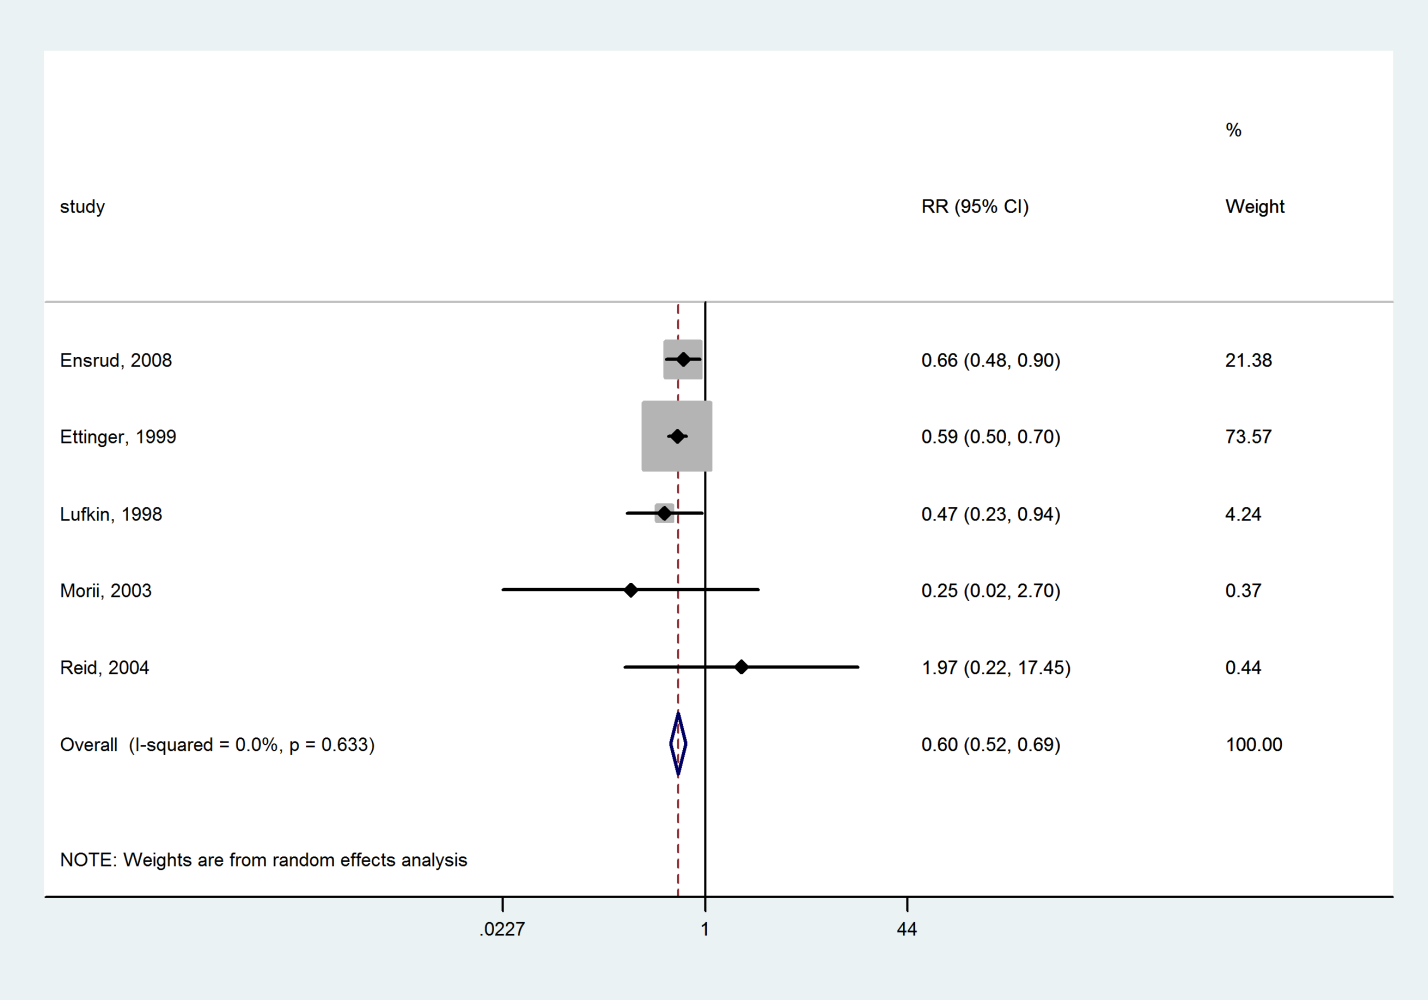 %
study RR (95% CI) Weight
Ensrud, 2008 0.66 (0.48, 0.90) 21.38
Ettinger, 1999 0.59 (0.50, 0.70) 73.57
Lufkin, 1998 0.47 (0.23, 0.94) 4.24
Morii, 2003 0.25 (0.02, 2.70) 0.37
Reid, 2004 1.97 (0.22, 17.45) 0.44
Overall (I-squared = 0.0%, p = 0.633) 0.60 (0.52, 0.69) 100.00
NOTE: Weights are from random effects analysis
.0227 1 44